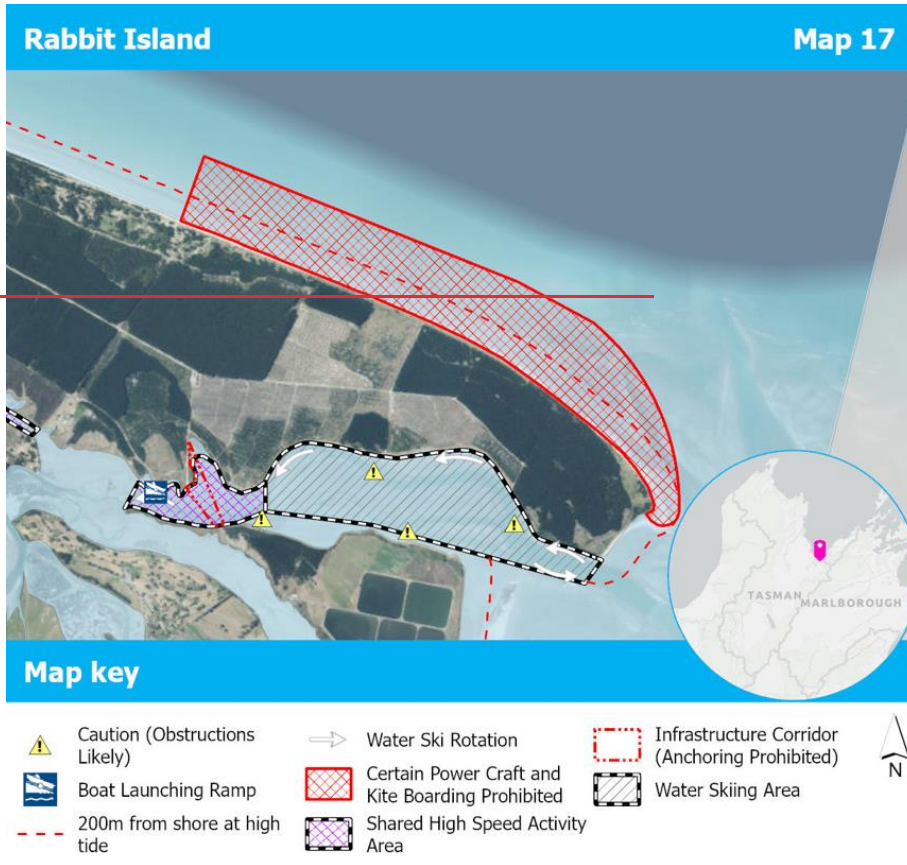 Rabbit Island
Map 17
TASMAN
MARLBOROUGH
Map key
Caution (Obstructions
Likely)
Boat Launching Ramp
200m from shore at high
tide
Water Ski Rotation
Certain Power Craft and
Kite Boarding Prohibited
Shared High Speed Activity
Area
Infrastructure Corridor
(Anchoring Prohibited)
Water Skiing Area
N